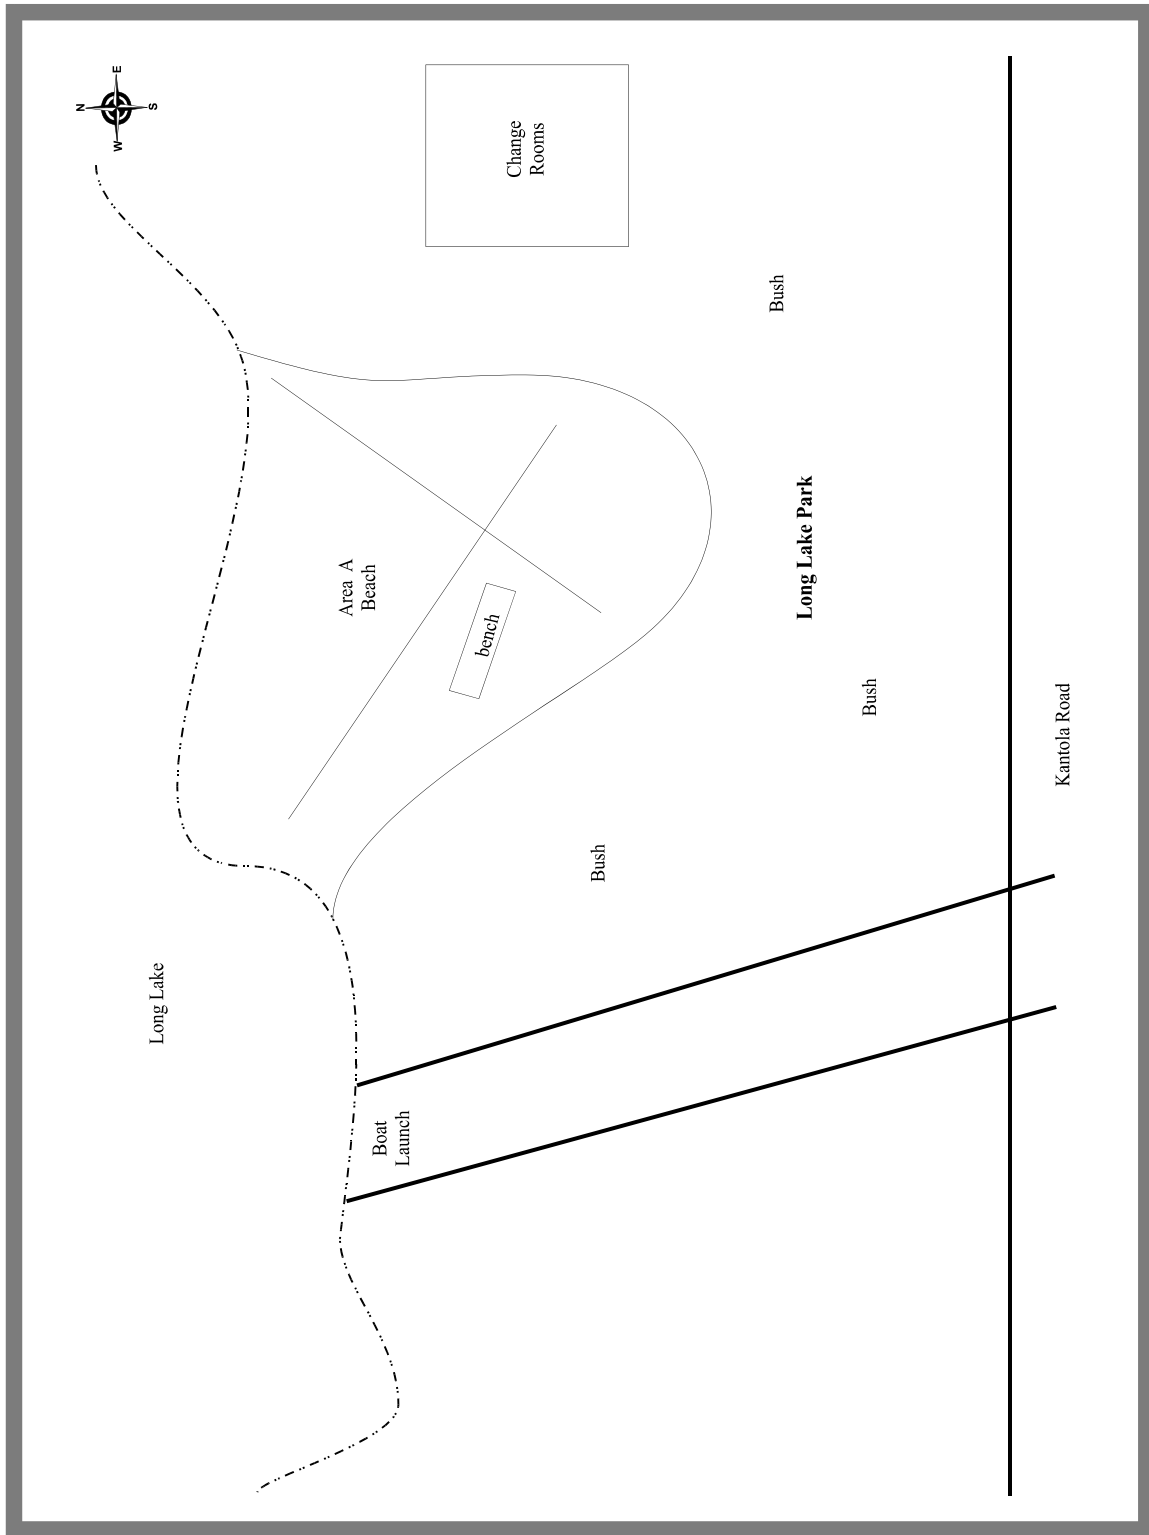 N
E
S
W
Change
Rooms
Bush
Area A
Beach
bench
Long Lake Park
Bush
Kantola Road
Bush
Long Lake
Boat
Launch